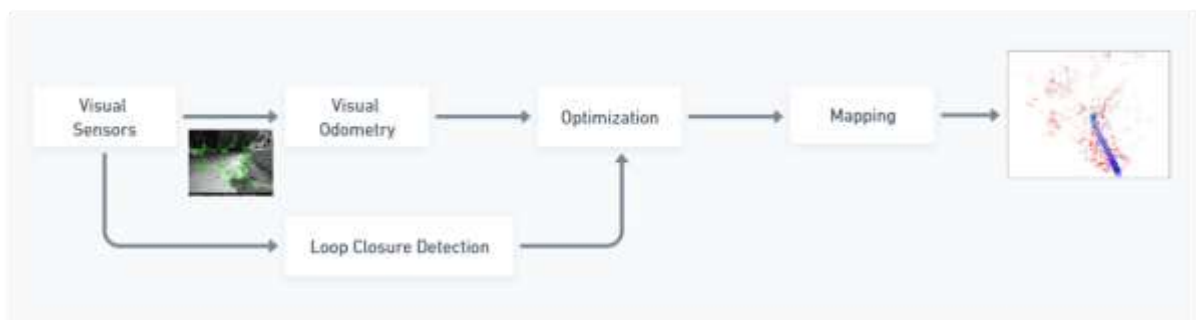 Visual
Sensors
Visual
Odometry
Optimization
Mapping
Loop Closure Detection